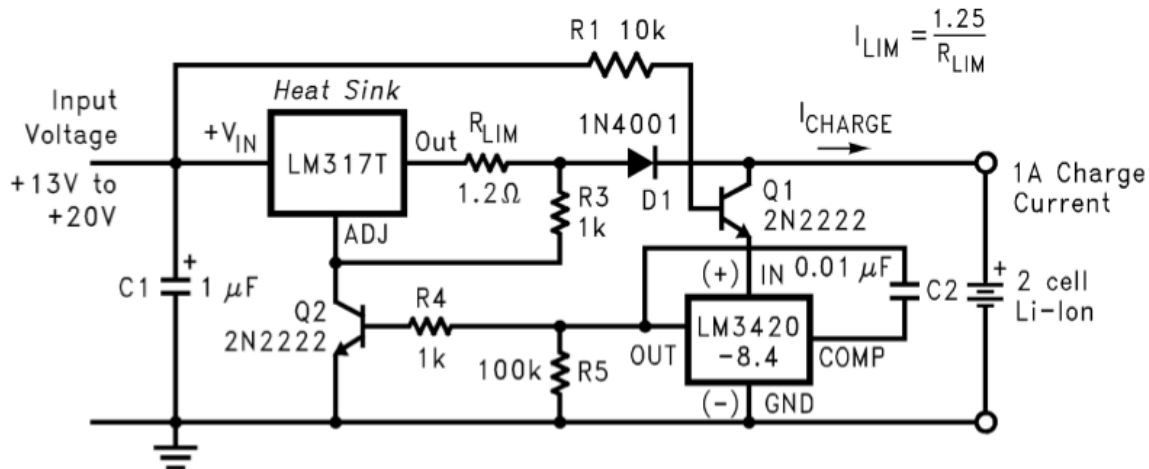 R1 10k
I_LIM = 1.25 / R_LIM
Heat Sink
Input
Voltage
+V_IN
LM317T
Out
R_LIM
1.2Ω
1N4001
D1
I_CHARGE
+13V to
+20V
ADJ
R3
1k
Q1
2N2222
1A Charge
Current
C1
+
1 μF
Q2
2N2222
R4
1k
100k
R5
(+)
IN
0.01 μF
C2
+
2 cell
Li-Ion
OUT
LM3420
-8.4
COMP
(-)
GND